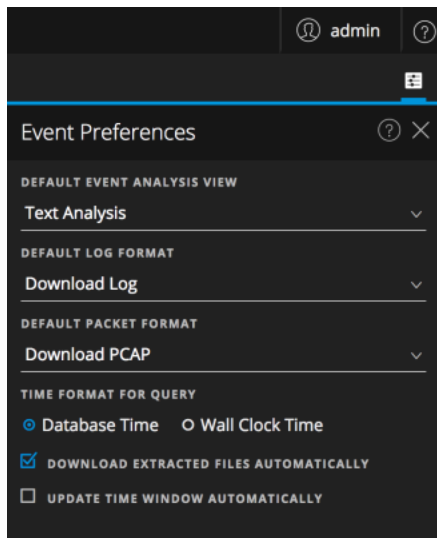 admin
Event Preferences
DEFAULT EVENT ANALYSIS VIEW
Text Analysis
DEFAULT LOG FORMAT
Download Log
DEFAULT PACKET FORMAT
Download PCAP
TIME FORMAT FOR QUERY
Database Time Wall Clock Time
DOWNLOAD EXTRACTED FILES AUTOMATICALLY
UPDATE TIME WINDOW AUTOMATICALLY